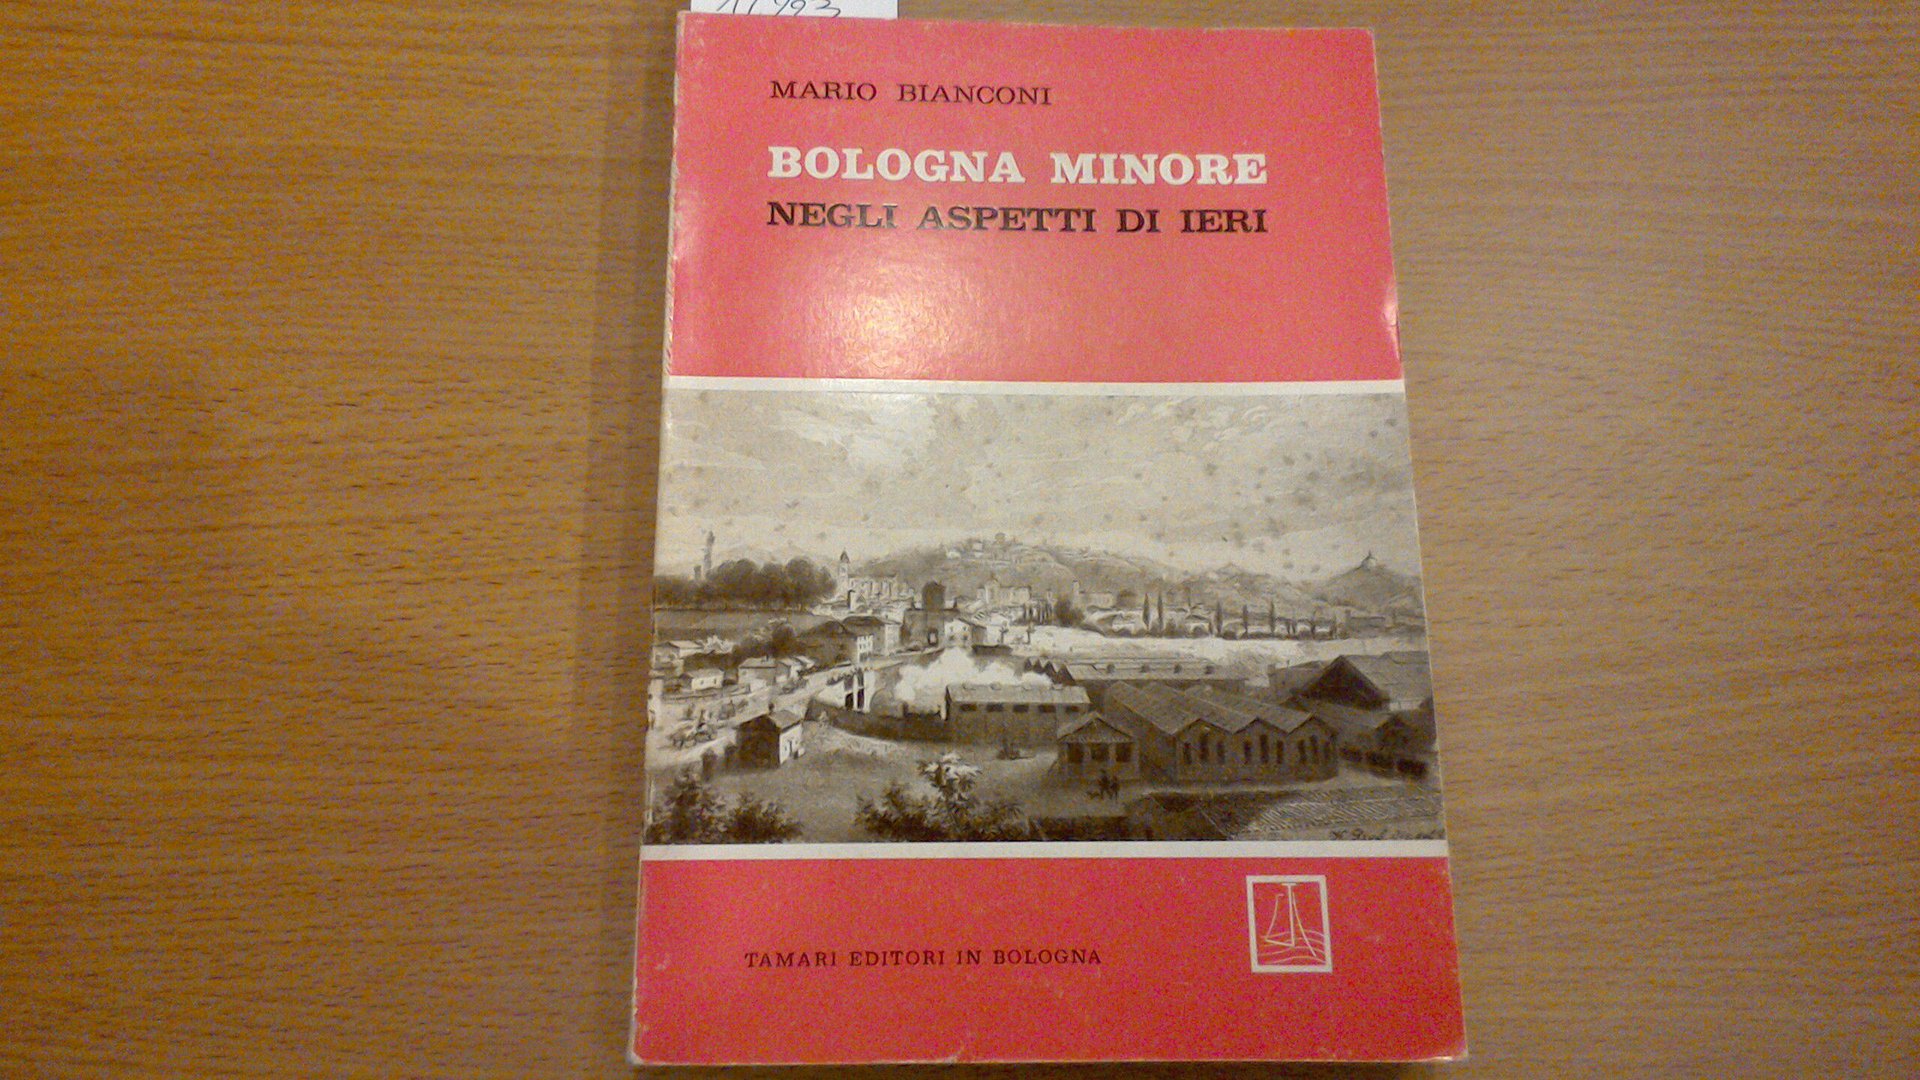 MARIO BIANCONI
BOLOGNA MINORE
NEGLI ASPETTI DI IERI
TAMARI EDITORI IN BOLOGNA